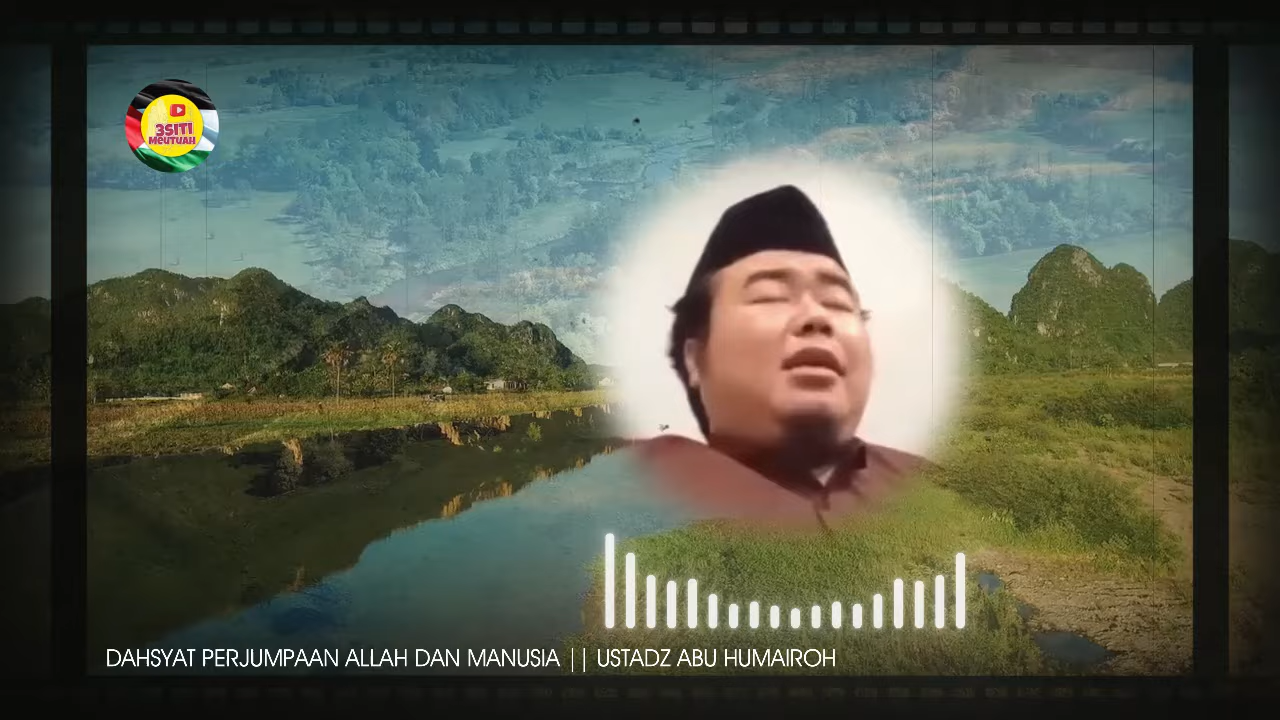 3SITI
MEUTUAH
DAHSYAT PERJUMPAAN ALLAH DAN MANUSIA || USTADZ ABU HUMAIROH